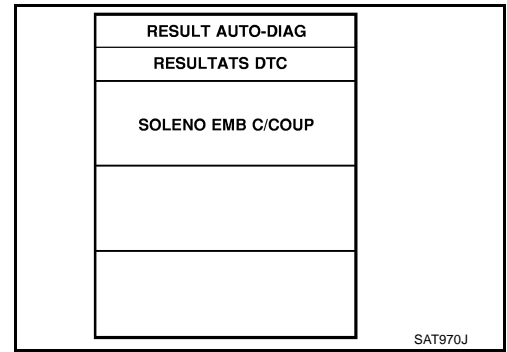 RESULT AUTO-DIAG
RESULTATS DTC
SOLENO EMB C/COUP
SAT970J